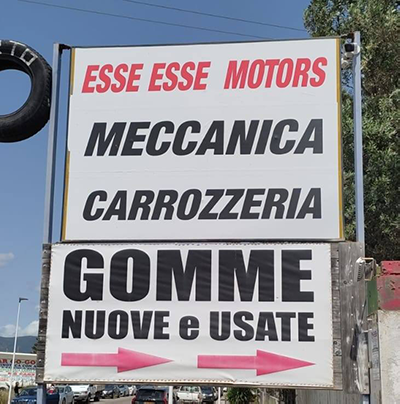 ESSE ESSE MOTORS
MECCANICA
CARROZZERIA
GOMME
NUOVE e USATE